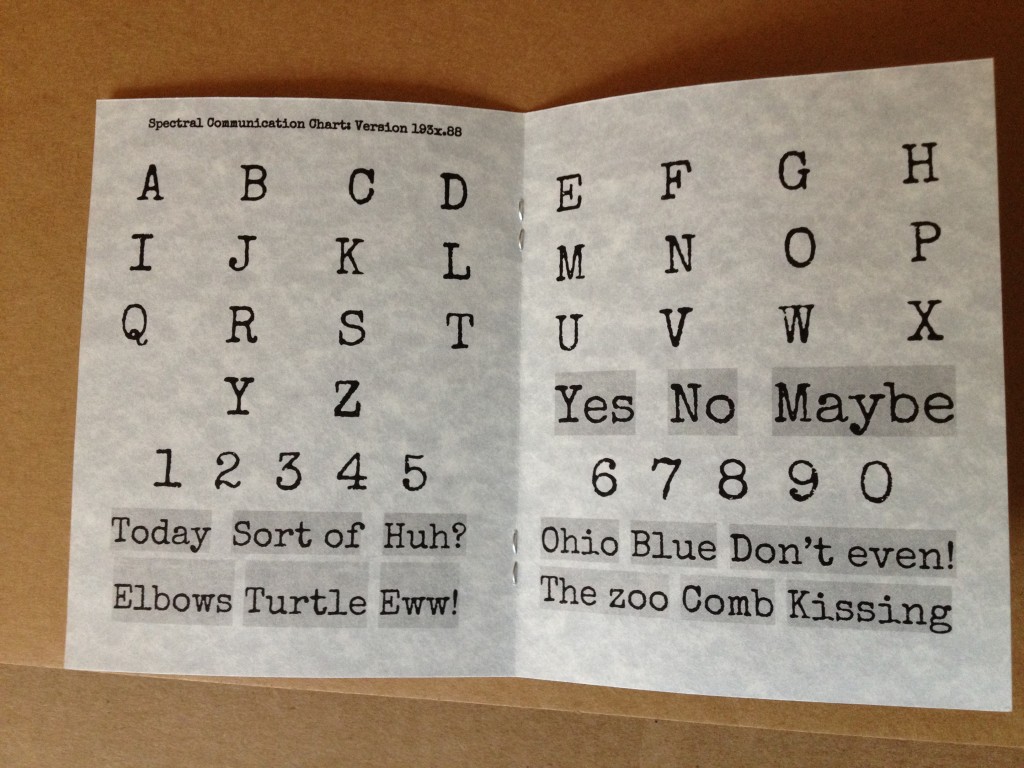 Spectral Communication Chart: Version 193x.88
A B C D
I J K L
Q R S T
Y Z
1 2 3 4 5
Today Sort of Huh?
Elbows Turtle Eww!
E F G H
M N O P
U V W X
Yes No Maybe
6 7 8 9 0
Ohio Blue Don't even!
The zoo Comb Kissing